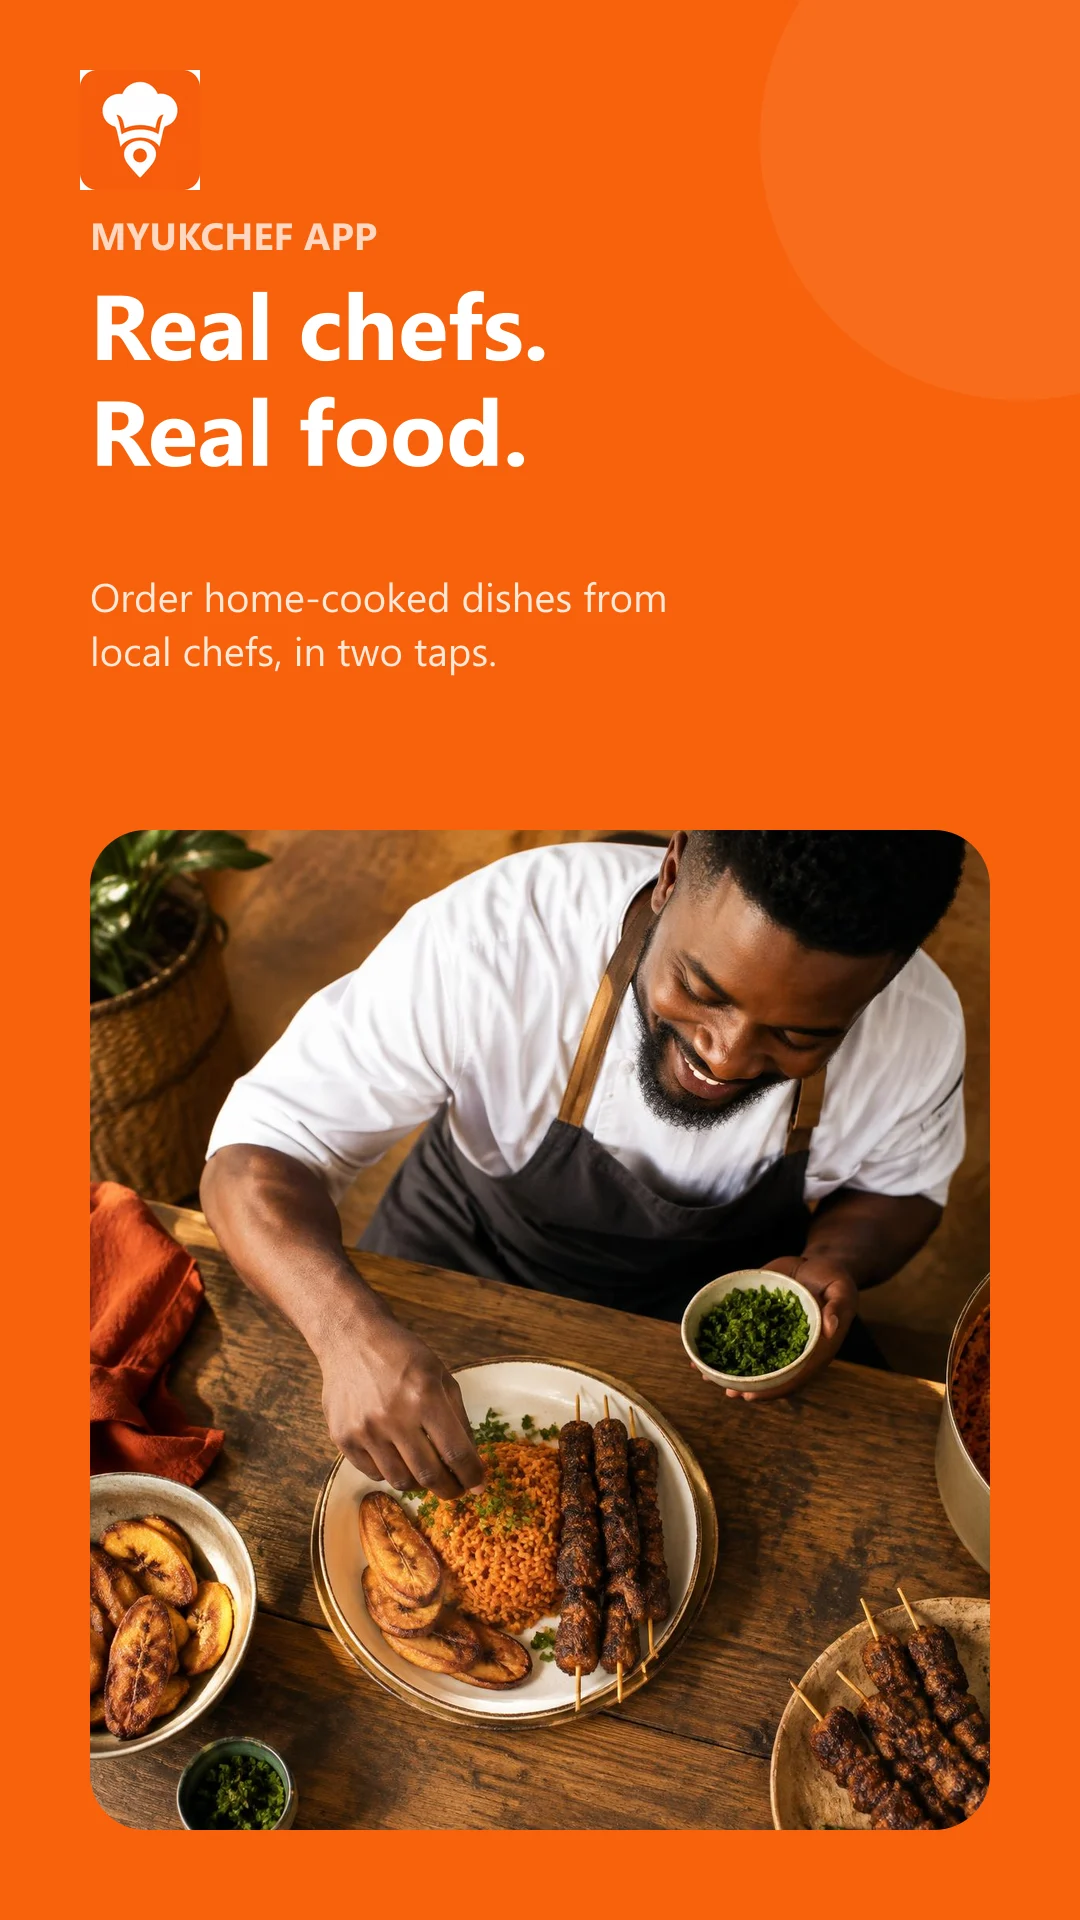 MYUKCHEF APP
Real chefs.
Real food.
Order home-cooked dishes from
local chefs, in two taps.